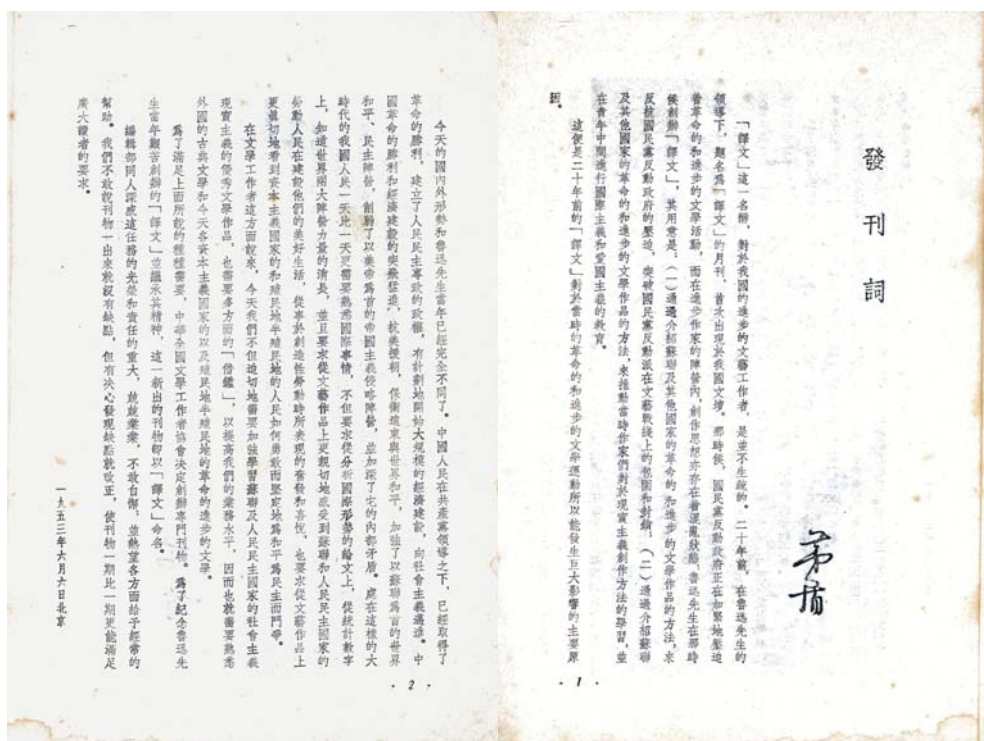 發刊詞
茅盾
「譯文」這一名辭，對於我國的進步的文藝工作者，是並不生疏的。二十年前，在魯迅先生的
領導下，題名為「譯文」的月刊，首次出現於我國文壇。那時候，國民黨反動政府正在加緊地壓迫
着革命的和進步的文學活動，而在進步作家的陣營內，創作思想亦存在着混亂狀態。魯迅先生在那時
候創辦「譯文」，其用意是：（一）通過介紹蘇聯及其他國家的革命的和進步的文學作品的方法，求
反抗國民黨反動政府的壓迫，突破國民黨反動派在文藝戰綫上的包圍和封鎖；（二）通過介紹蘇聯
及其他國家的革命的和進步的文學作品的方法，來推動當時作家們對於現實主義創作方法的學習，並
在青年中間進行國際主義和愛國主義的教育。
這便是二十年前的「譯文」對於當時的革命的和進步的文學運動所以能發生巨大影響的主要原
因。
· 1 ·
今天的國內外形勢和魯迅先生當年已經完全不同了。中國人民在共產黨領導之下，已經取得了
革命的勝利，建立了人民民主專政的政權，有計劃地開始大規模的經濟建設，向社會主義邁進。中
國革命的勝利和經濟建設的突飛猛進，抗美援朝，保衛遠東與世界和平，加強了以蘇聯為首的世界
和平、民主陣營，削弱了以美帝為首的帝國主義侵略陣營，並加深了它的內部矛盾。處在這樣的大
時代的我國人民一天比一天更需要熟悉國際事情，不但要求從分析國際形勢的論文上，從統計數字
上，知道世界兩大陣營力量的消長，並且要求從文藝作品上更親切地感受到蘇聯和人民民主國家的
勞動人民在建設他們的美好生活，從事於創造性勞動時所表現的奮發和喜悅，也要求從文藝作品上
更真切地看到資本主義國家的和殖民地半殖民地的人民如何勇敢而堅定地為和平為民主而鬥爭。
在文學工作者這方面說來，今天我們不但迫切地需要加強學習蘇聯及人民民主國家的社會主義
現實主義的優秀文學作品，也需要多方面的「借鑑」，以提高我們的業務水平，因而也就需要熟悉
外國的古典文學和今天各資本主義國家的以及殖民地半殖民地的革命的進步的文學。
為了滿足上面所說的種種需要，中華全國文學工作者協會決定創辦專門刊物。為了紀念魯迅先
生當年艱苦創辦的「譯文」並繼承其精神，這一新出的刊物即以「譯文」命名。
編輯部同人深感這任務的光榮和責任的重大，兢兢業業，不敢自懈，並熱望各方面給予經常的
幫助。我們不敢說刊物一出來就沒有缺點，但有決心發現缺點就改正，使刊物一期比一期更能滿足
廣大讀者的要求。
一九五三年六月六日北京
· 2 ·